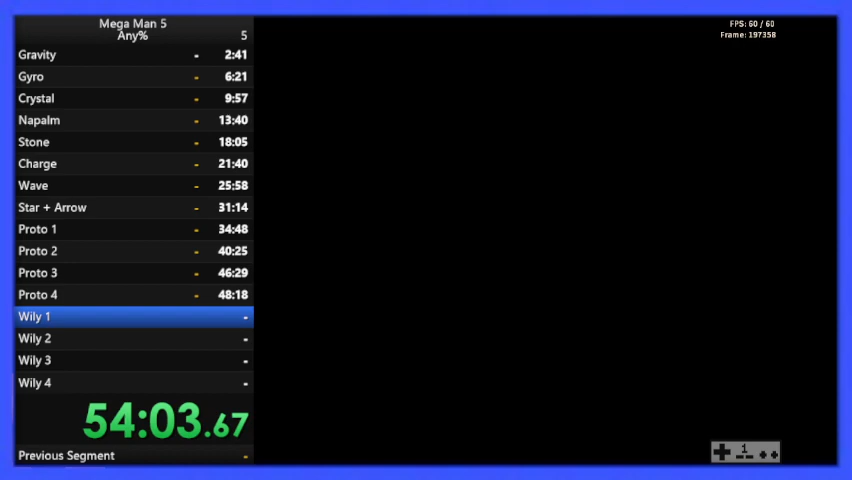 Mega Man 5
Any% 5
Gravity - 2:41
Gyro - 6:21
Crystal - 9:57
Napalm - 13:40
Stone - 18:05
Charge - 21:40
Wave - 25:58
Star + Arrow - 31:14
Proto 1 - 34:48
Proto 2 - 40:25
Proto 3 - 46:29
Proto 4 - 48:18
Wily 1 -
Wily 2 -
Wily 3 -
Wily 4 -
54:03.67
Previous Segment -
FPS: 60 / 60
Frame: 197358
1